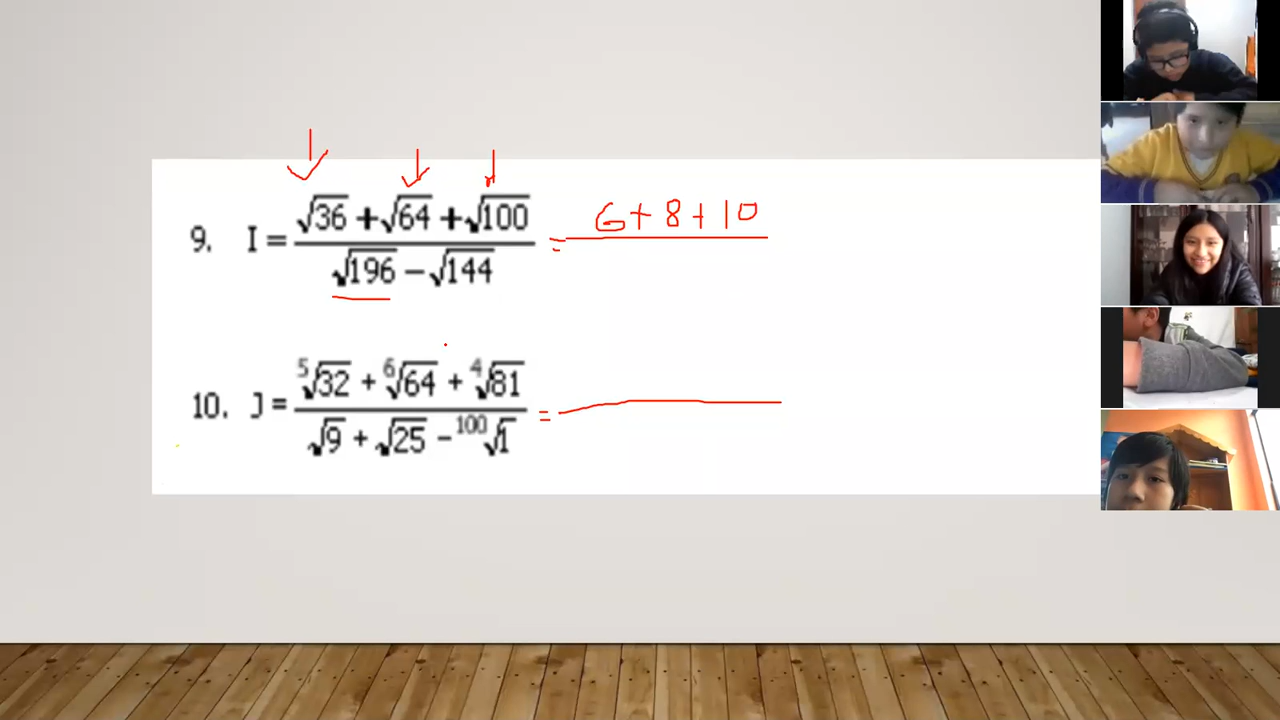 9. I = (√36 + √64 + √100) / (√196 − √144) = 6 + 8 + 10
10. J = (⁵√32 + ⁶√64 + ⁴√81) / (√9 + √25 − ¹⁰⁰√1) =